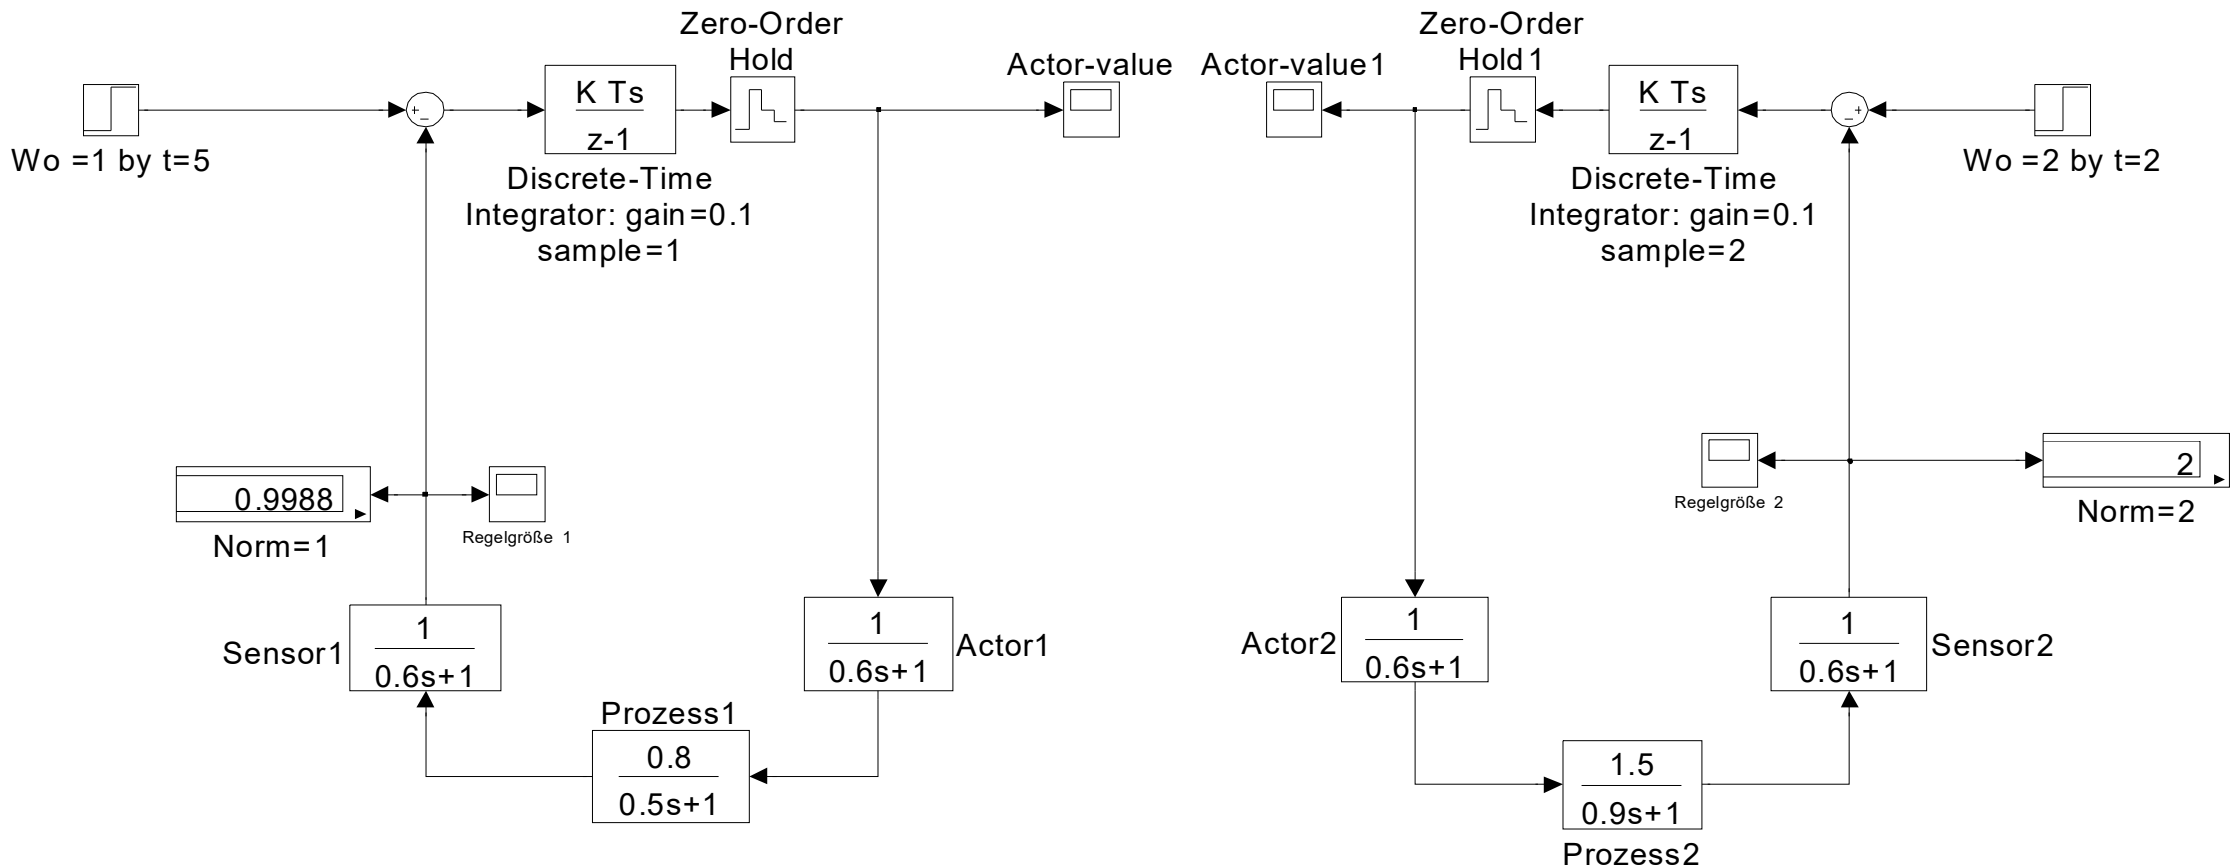 Zero-Order
Hold
Actor-value
K Ts
z-1
+
−
Wo =1 by t=5
Discrete-Time
Integrator: gain=0.1
sample=1
0.9988
Norm=1
Regelgröße 1
Sensor1
1
0.6s+1
1
0.6s+1
Actor1
Prozess1
0.8
0.5s+1
Zero-Order
Hold1
Actor-value1
K Ts
z-1
+
−
Wo =2 by t=2
Discrete-Time
Integrator: gain=0.1
sample=2
Regelgröße 2
2
Norm=2
Actor2
1
0.6s+1
1
0.6s+1
Sensor2
1.5
0.9s+1
Prozess2